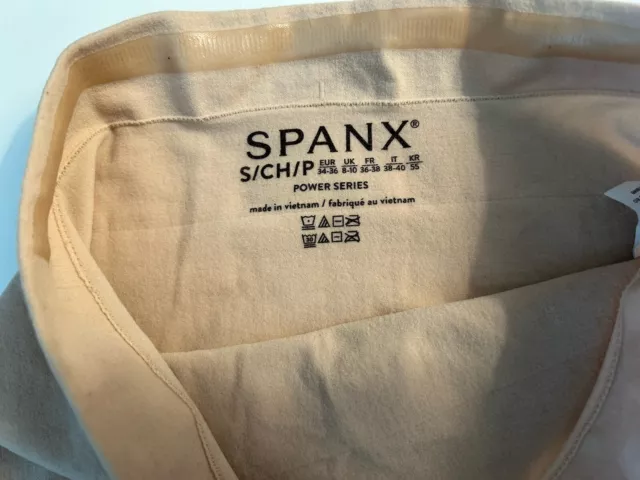 SPANX®
S/CH/P EUR 34-36 UK 8-10 FR 36-38 IT 38-40 KR 55
POWER SERIES
made in vietnam / fabriqué au vietnam